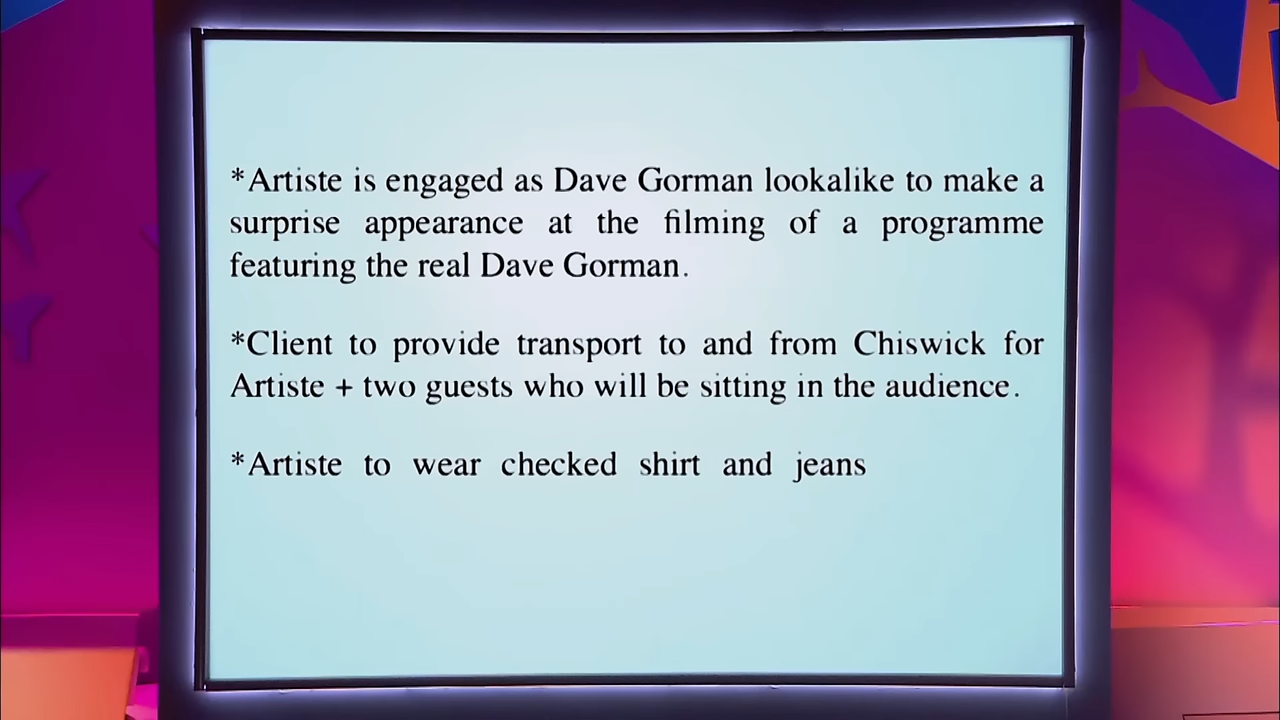 *Artiste is engaged as Dave Gorman lookalike to make a
surprise appearance at the filming of a programme
featuring the real Dave Gorman.
*Client to provide transport to and from Chiswick for
Artiste + two guests who will be sitting in the audience.
*Artiste to wear checked shirt and jeans